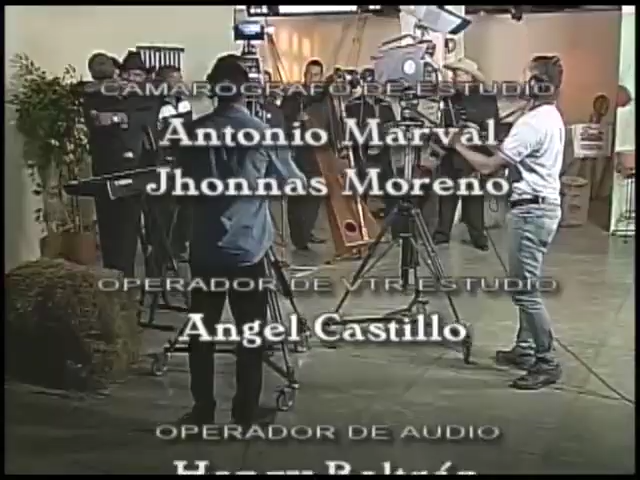 CAMARÓGRAFO DE ESTUDIO
Antonio Marval
Jhonnas Moreno
OPERADOR DE VTR ESTUDIO
Angel Castillo
OPERADOR DE AUDIO